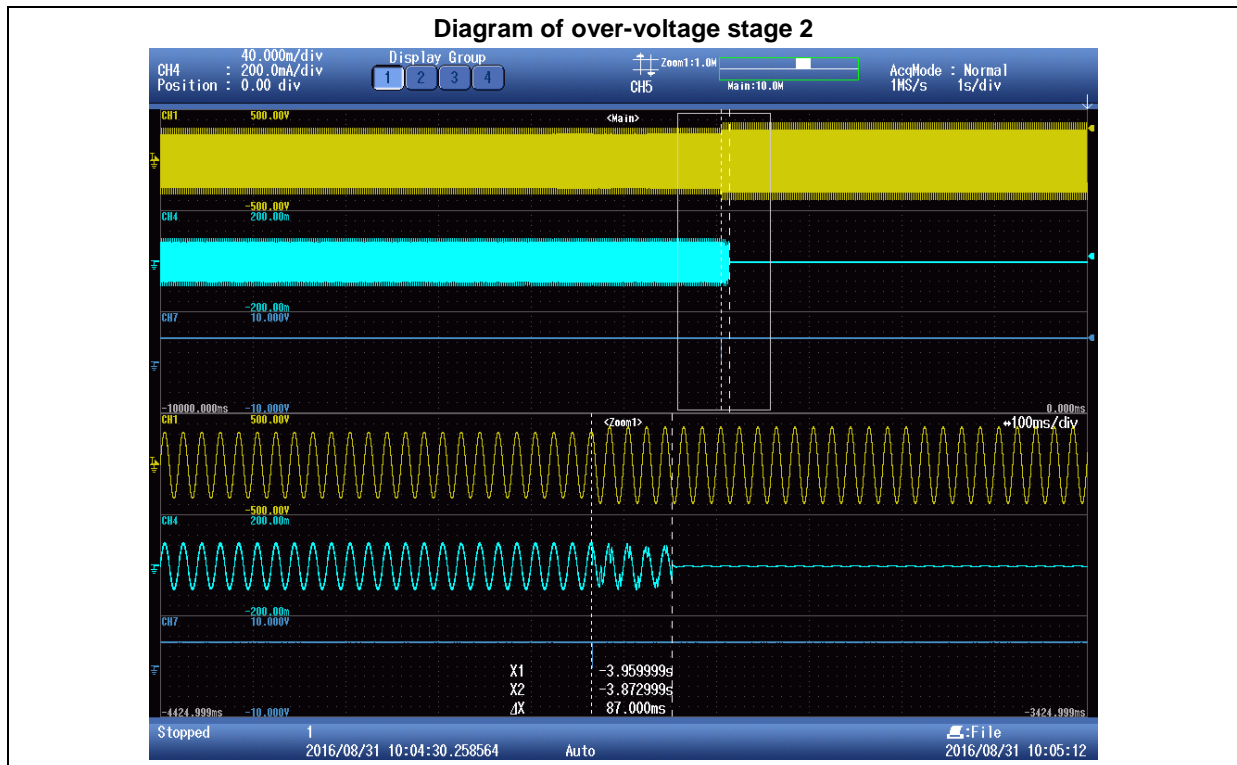 Diagram of over-voltage stage 2
40.000m/div
CH4 : 200.0mA/div
Position : 0.00 div
Display Group
1 2 3 4
CH5
Zoom1:1.0M
Main:10.0M
AcqMode : Normal
1MS/s 1s/div
CH1 500.00V
<Main>
-500.00V
CH4 200.00m
-200.00m
CH7 10.000V
-10000.000ms -10.000V 0.000ms
CH1 500.00V
<Zoom1>
100ms/div
-500.00V
CH4 200.00m
-200.00m
CH7 10.000V
X1 -3.959999s
X2 -3.872999s
ΔX 87.000ms
-4424.999ms -10.000V -3424.999ms
Stopped 1
:File
2016/08/31 10:04:30.258564 Auto 2016/08/31 10:05:12